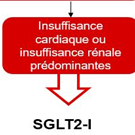 Insuffisance
cardiaque ou
insuffisance rénale
prédominantes
SGLT2-I